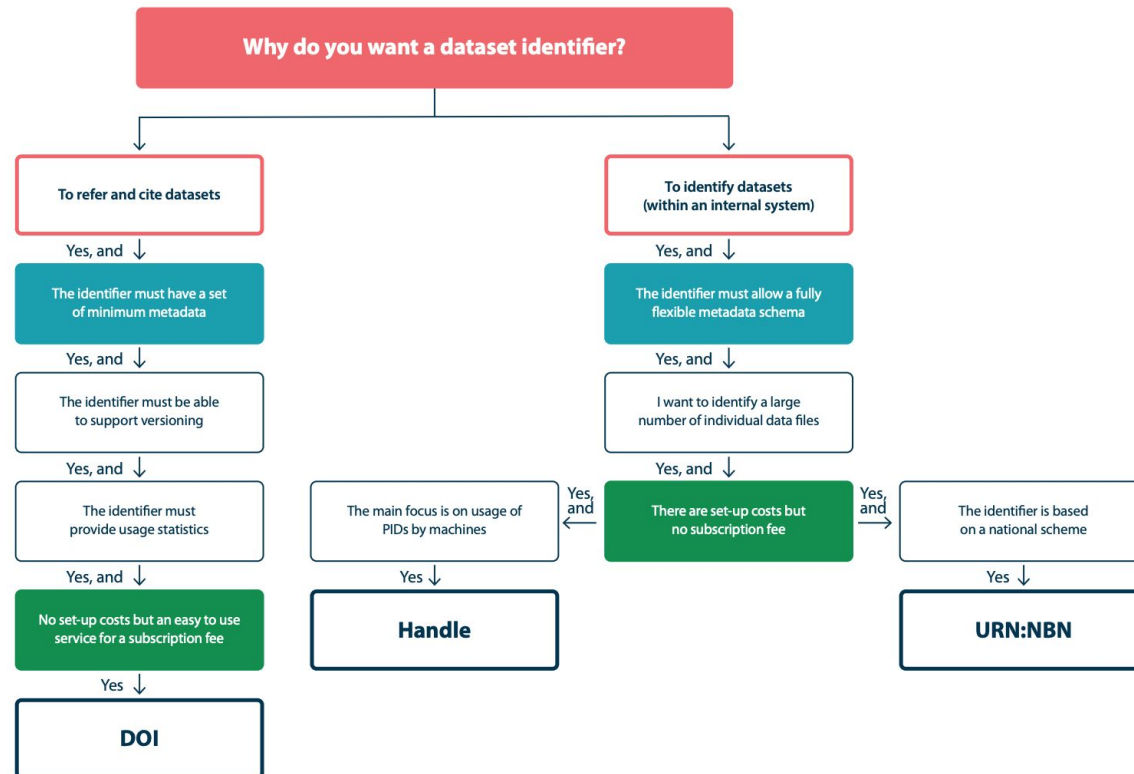 Why do you want a dataset identifier?
To refer and cite datasets
Yes, and
The identifier must have a set
of minimum metadata
Yes, and
The identifier must be able
to support versioning
Yes, and
The identifier must
provide usage statistics
Yes, and
No set-up costs but an easy to use
service for a subscription fee
Yes
DOI
To identify datasets
(within an internal system)
Yes, and
The identifier must allow a fully
flexible metadata schema
Yes, and
I want to identify a large
number of individual data files
Yes, and
There are set-up costs but
no subscription fee
Yes,
and
The main focus is on usage of
PIDs by machines
Yes
Handle
Yes,
and
The identifier is based
on a national scheme
Yes
URN:NBN